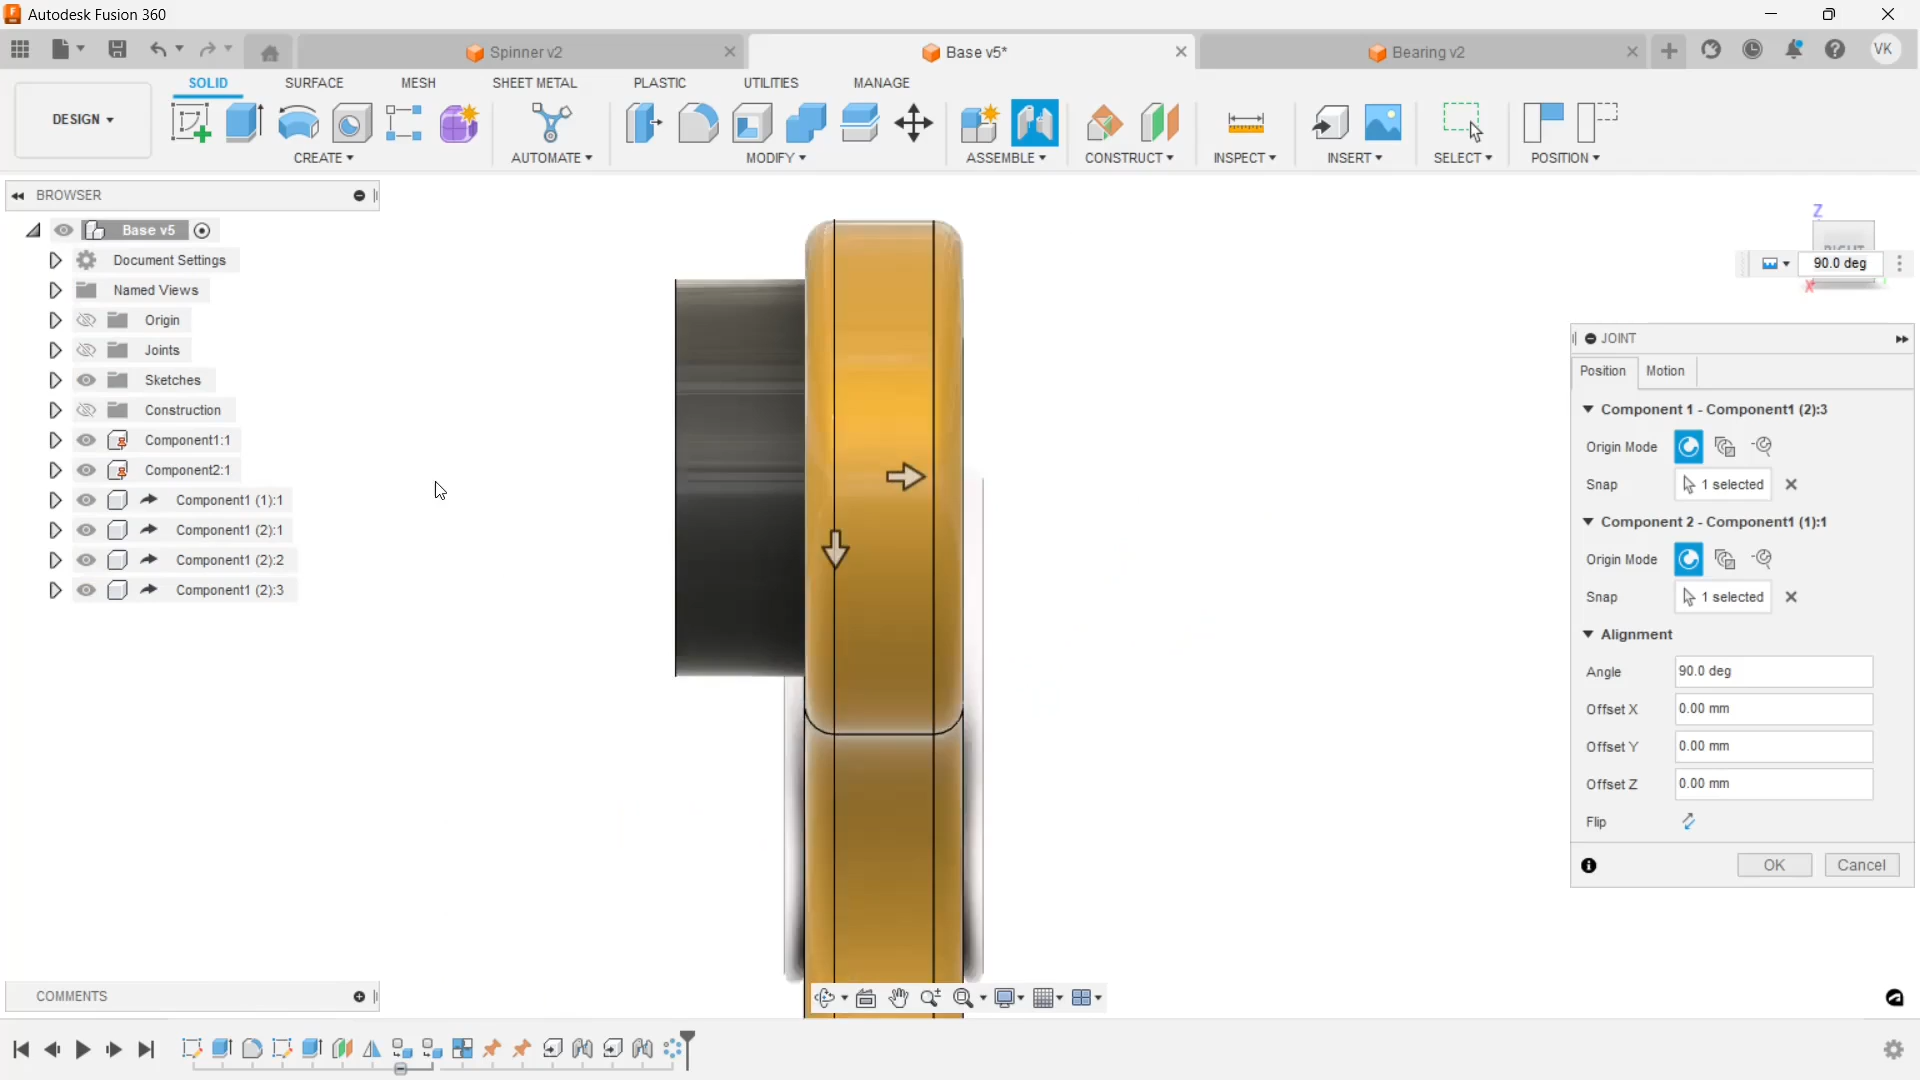 Autodesk Fusion 360
Spinner v2
Base v5*
Bearing v2
VK
DESIGN
SOLID
SURFACE
MESH
SHEET METAL
PLASTIC
UTILITIES
MANAGE
CREATE
AUTOMATE
MODIFY
ASSEMBLE
CONSTRUCT
INSPECT
INSERT
SELECT
POSITION
BROWSER
Base v5
Document Settings
Named Views
Origin
Joints
Sketches
Construction
Component1:1
Component2:1
Component1 (1):1
Component1 (2):1
Component1 (2):2
Component1 (2):3
Z
RIGHT
90.0 deg
X
JOINT
Position
Motion
Component 1 - Component1 (2):3
Origin Mode
Snap
1 selected
Component 2 - Component1 (1):1
Origin Mode
Snap
1 selected
Alignment
Angle
90.0 deg
Offset X
0.00 mm
Offset Y
0.00 mm
Offset Z
0.00 mm
Flip
OK
Cancel
COMMENTS